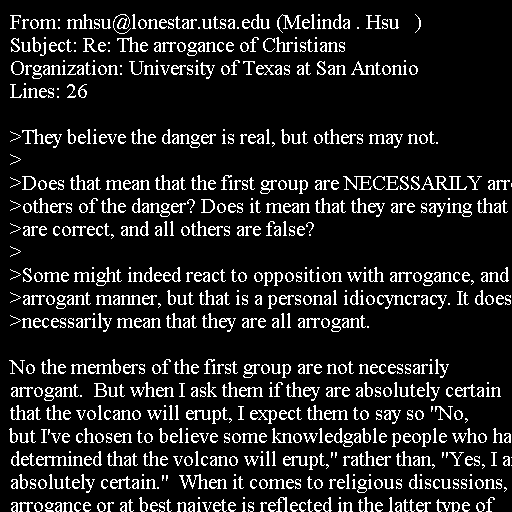 From: mhsu@lonestar.utsa.edu (Melinda . Hsu   )
Subject: Re: The arrogance of Christians
Organization: University of Texas at San Antonio
Lines: 26

>They believe the danger is real, but others may not.
>
>Does that mean that the first group are NECESSARILY
>others of the danger? Does it mean that they are saying that
>are correct, and all others are false?
>
>Some might indeed react to opposition with arrogance, and
>arrogant manner, but that is a personal idiocyncracy. It does
>necessarily mean that they are all arrogant.

No the members of the first group are not necessarily
arrogant.  But when I ask them if they are absolutely certain
that the volcano will erupt, I expect them to say so "No,
but I've chosen to believe some knowledgable people who
determined that the volcano will erupt," rather than, "Yes, I
absolutely certain."  When it comes to religious discussions,
arrogance or at best naivete is reflected in the latter type of